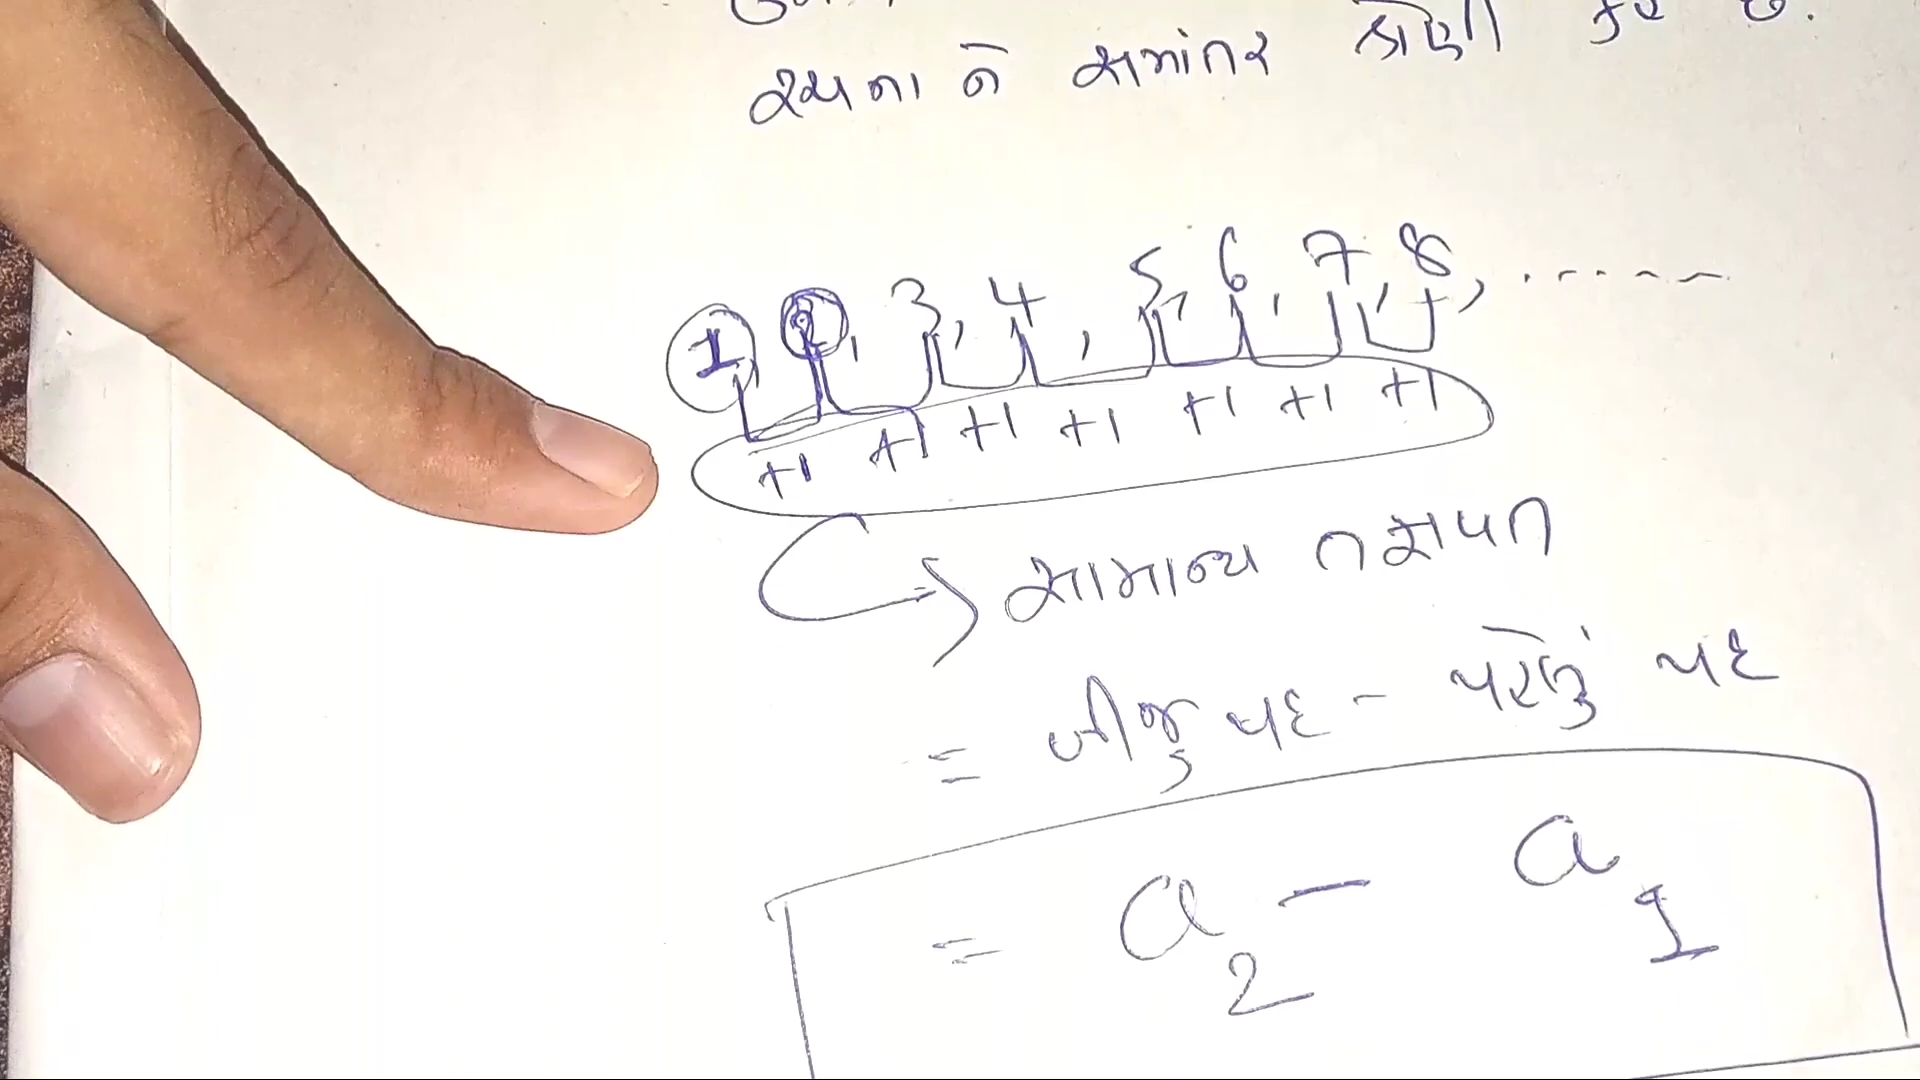 રચના ને સમાંતર શ્રેણી કહે છે.
1, 2, 3, 4, 5, 6, 7, 8, ......
+1 +1 +1 +1 +1 +1 +1
સામાન્ય તફાવત
= બીજુ પદ - પહેલું પદ
= a₂ - a₁